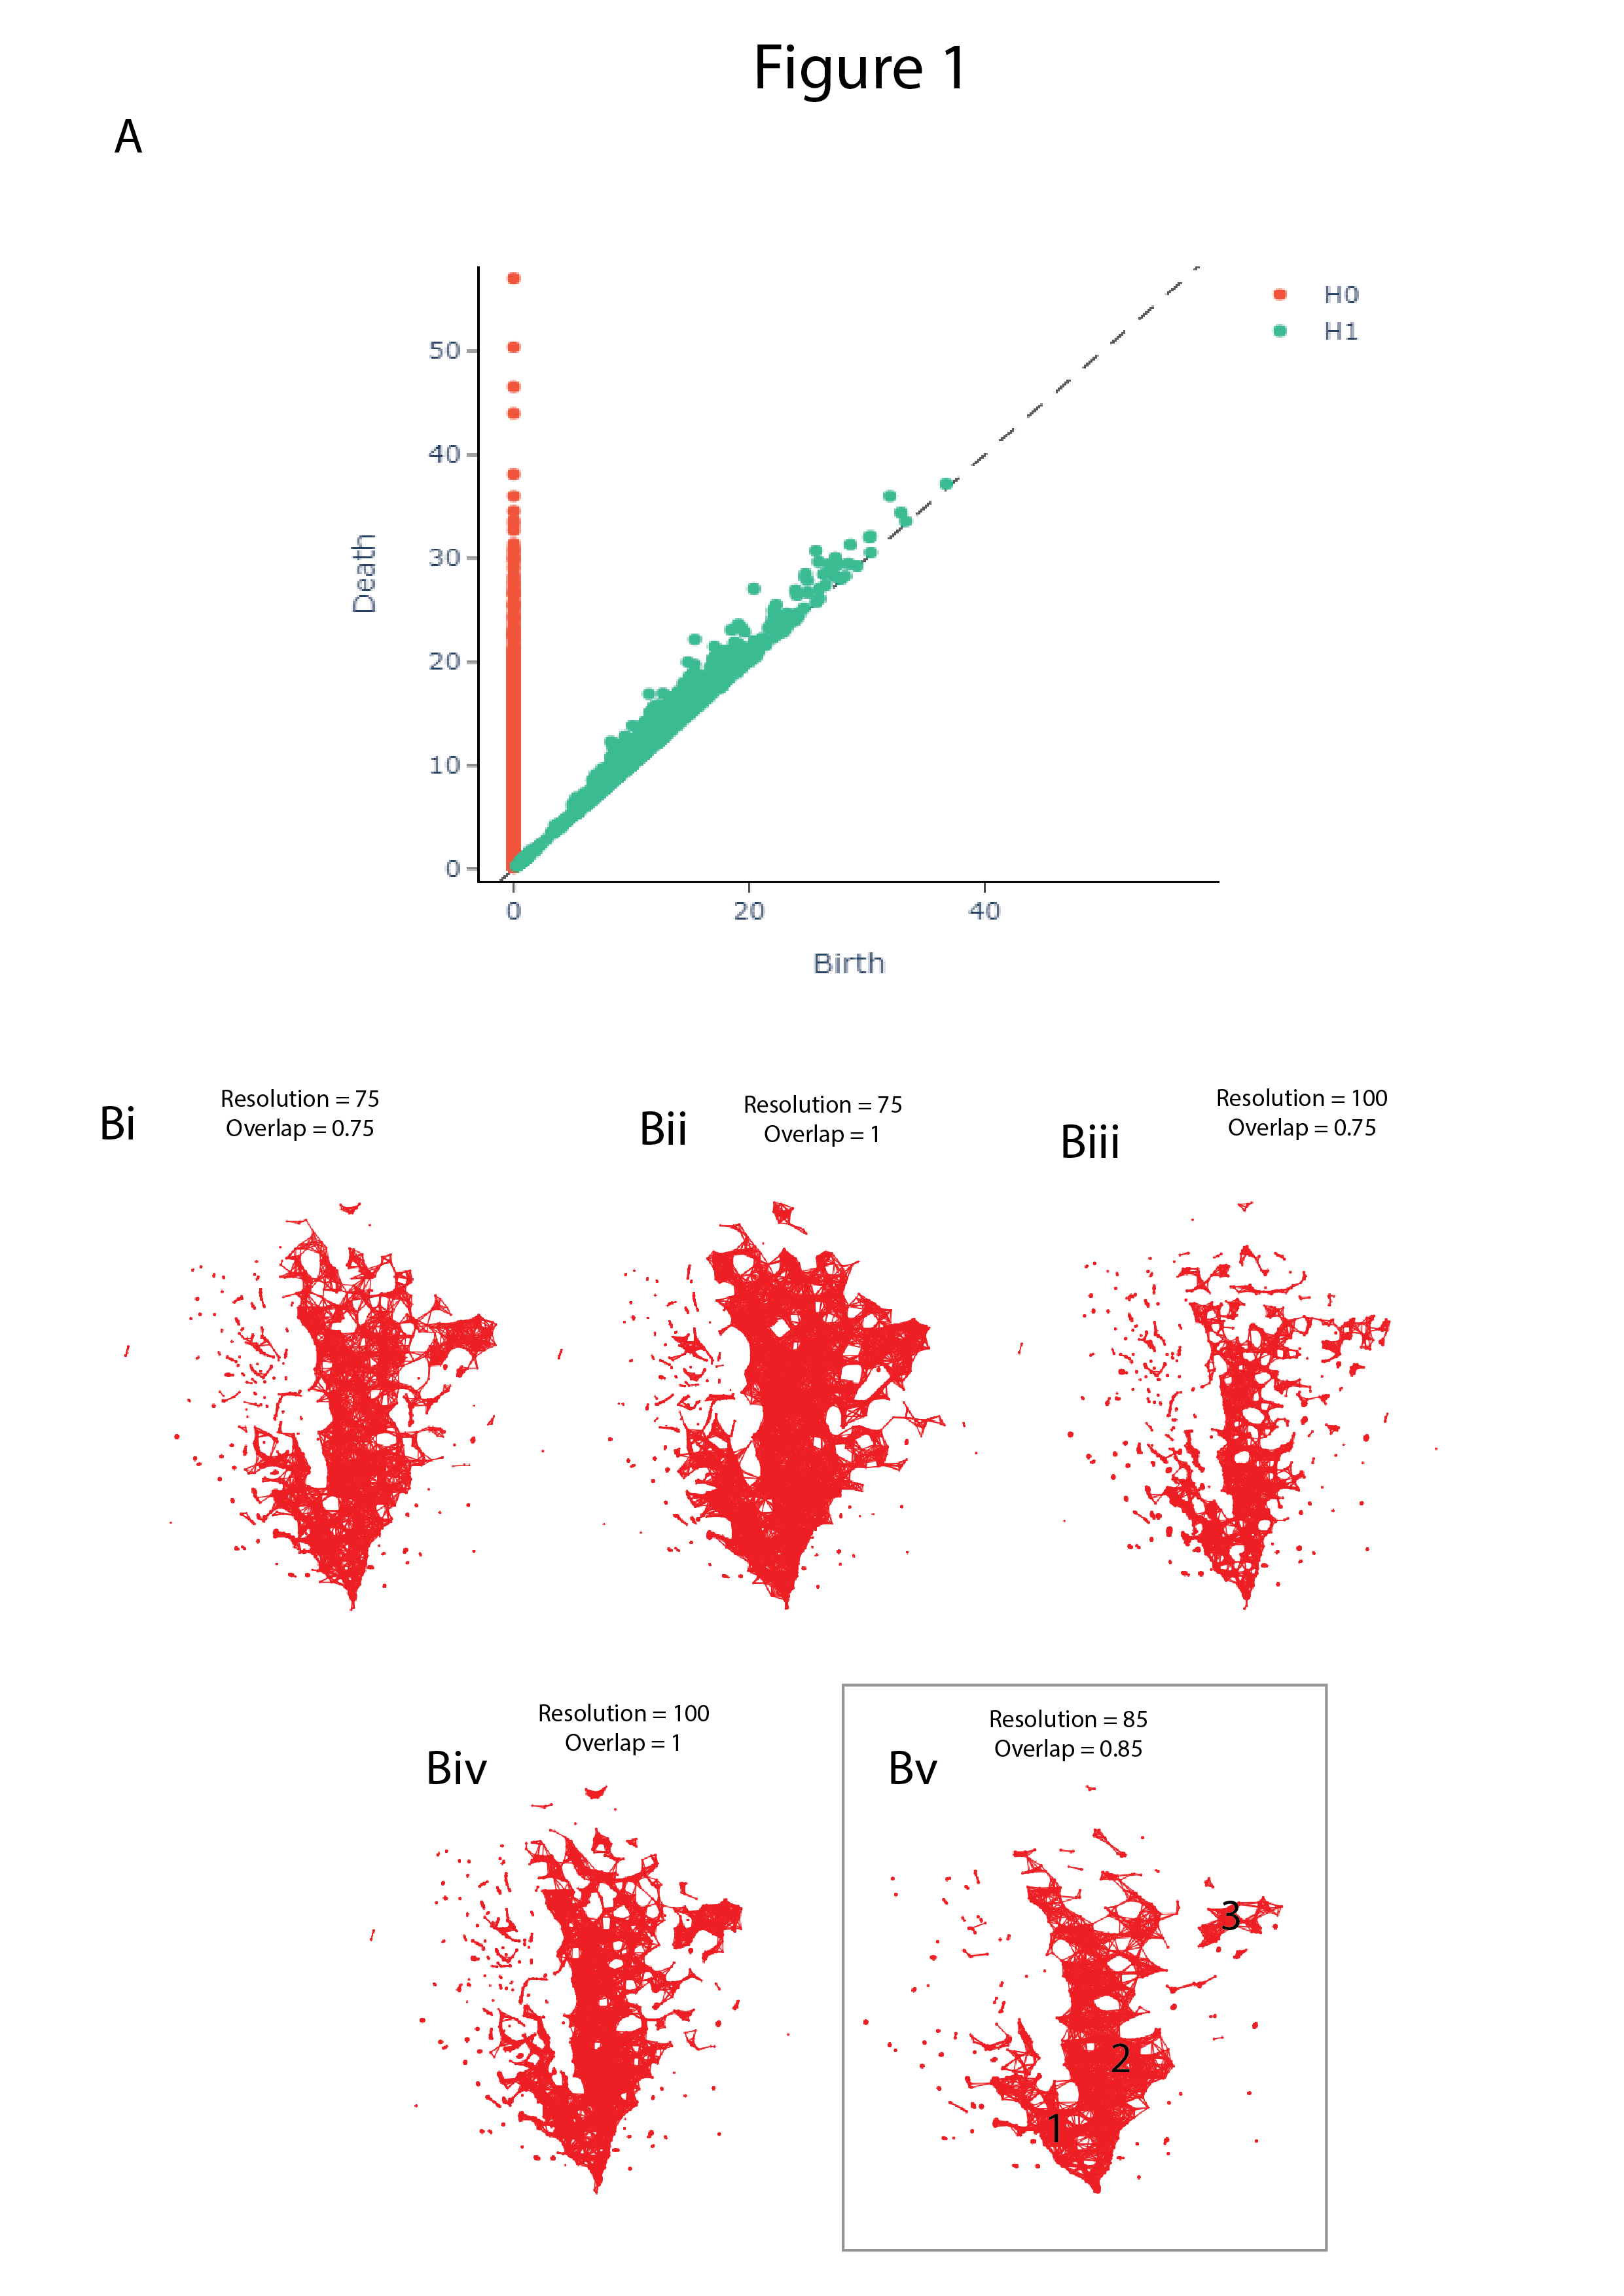 Figure 1
A
H0
H1
50
40
30
20
10
0
Death
0
20
40
Birth
Bi
Resolution = 75
Overlap = 0.75
Bii
Resolution = 75
Overlap = 1
Biii
Resolution = 100
Overlap = 0.75
Biv
Resolution = 100
Overlap = 1
Bv
Resolution = 85
Overlap = 0.85
3
2
1